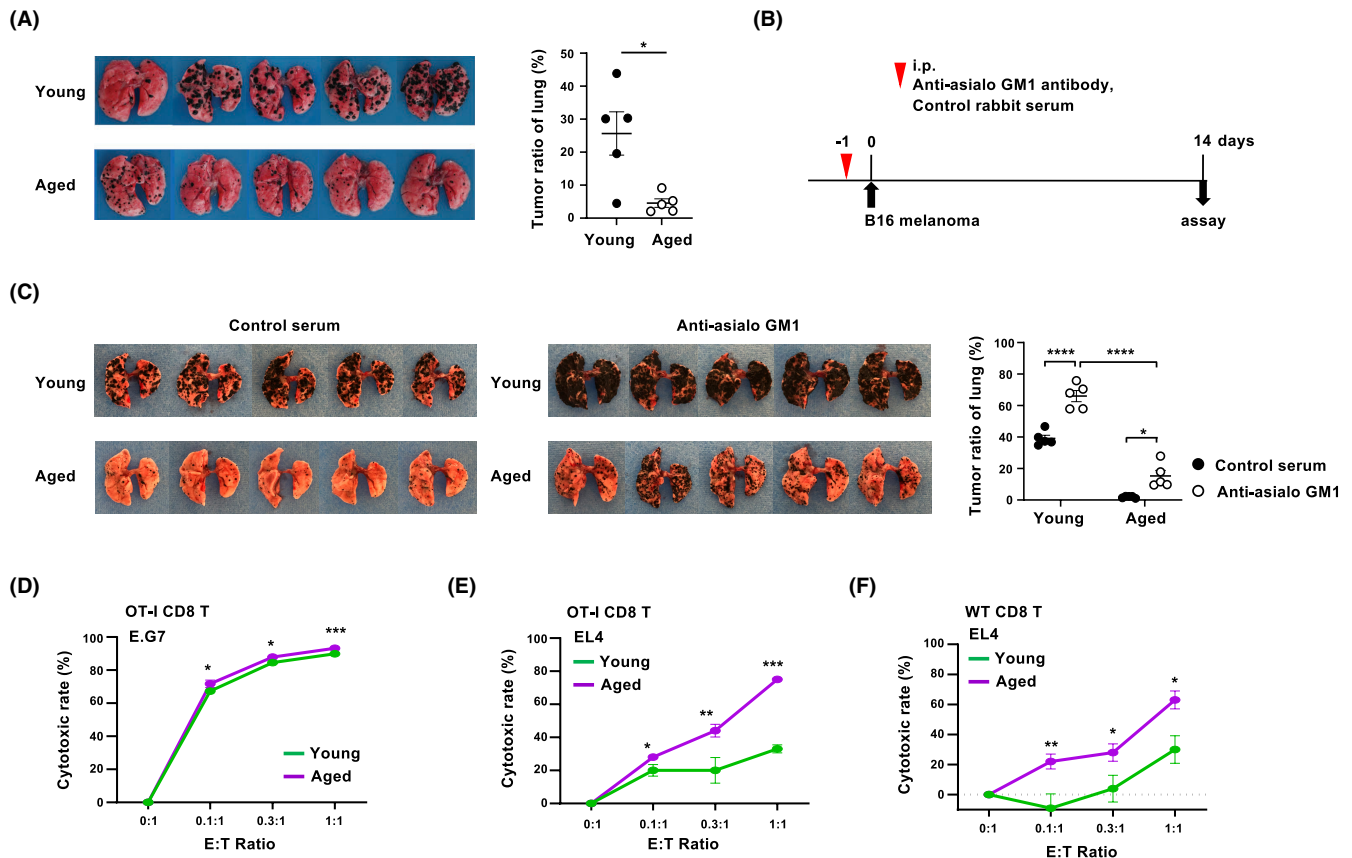 (A)
Young
Aged
Tumor ratio of lung (%)
50
40
30
20
10
0
*
Young Aged
(B)
i.p.
Anti-asialo GM1 antibody,
Control rabbit serum
-1 0 14 days
B16 melanoma assay
(C)
Control serum
Young
Aged
Anti-asialo GM1
Young
Aged
Tumor ratio of lung (%)
100
80
60
40
20
0
**** ****
*
Young Aged
Control serum
Anti-asialo GM1
(D)
OT-I CD8 T
E.G7
Cytotoxic rate (%)
100
80
60
40
20
0
* * ***
Young
Aged
0:1 0.1:1 0.3:1 1:1
E:T Ratio
(E)
OT-I CD8 T
EL4
Young
Aged
Cytotoxic rate (%)
100
80
60
40
20
0
* ** ***
0:1 0.1:1 0.3:1 1:1
E:T Ratio
(F)
WT CD8 T
EL4
Young
Aged
Cytotoxic rate (%)
100
80
60
40
20
0
** * *
0:1 0.1:1 0.3:1 1:1
E:T Ratio